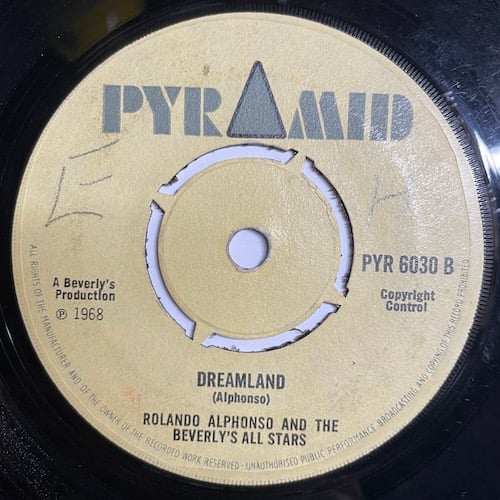 PYRAMID
PYR 6030 B
A Beverly's
Production
Ⓟ 1968
Copyright
Control
DREAMLAND
(Alphonso)
ROLANDO ALPHONSO AND THE
BEVERLY'S ALL STARS
ALL RIGHTS OF THE MANUFACTURER AND OF THE OWNER OF THE RECORDED WORK RESERVED · UNAUTHORISED PUBLIC PERFORMANCE BROADCASTING AND COPYING OF THIS RECORD PROHIBITED